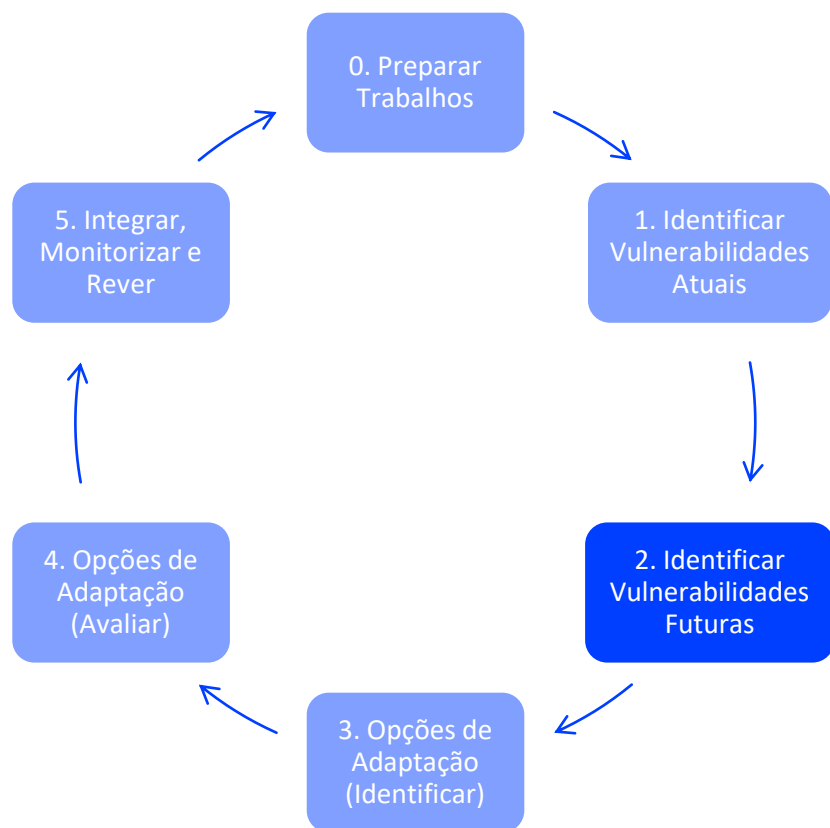 0. Preparar
Trabalhos
1. Identificar
Vulnerabilidades
Atuais
2. Identificar
Vulnerabilidades
Futuras
3. Opções de
Adaptação
(Identificar)
4. Opções de
Adaptação
(Avaliar)
5. Integrar,
Monitorizar e
Rever